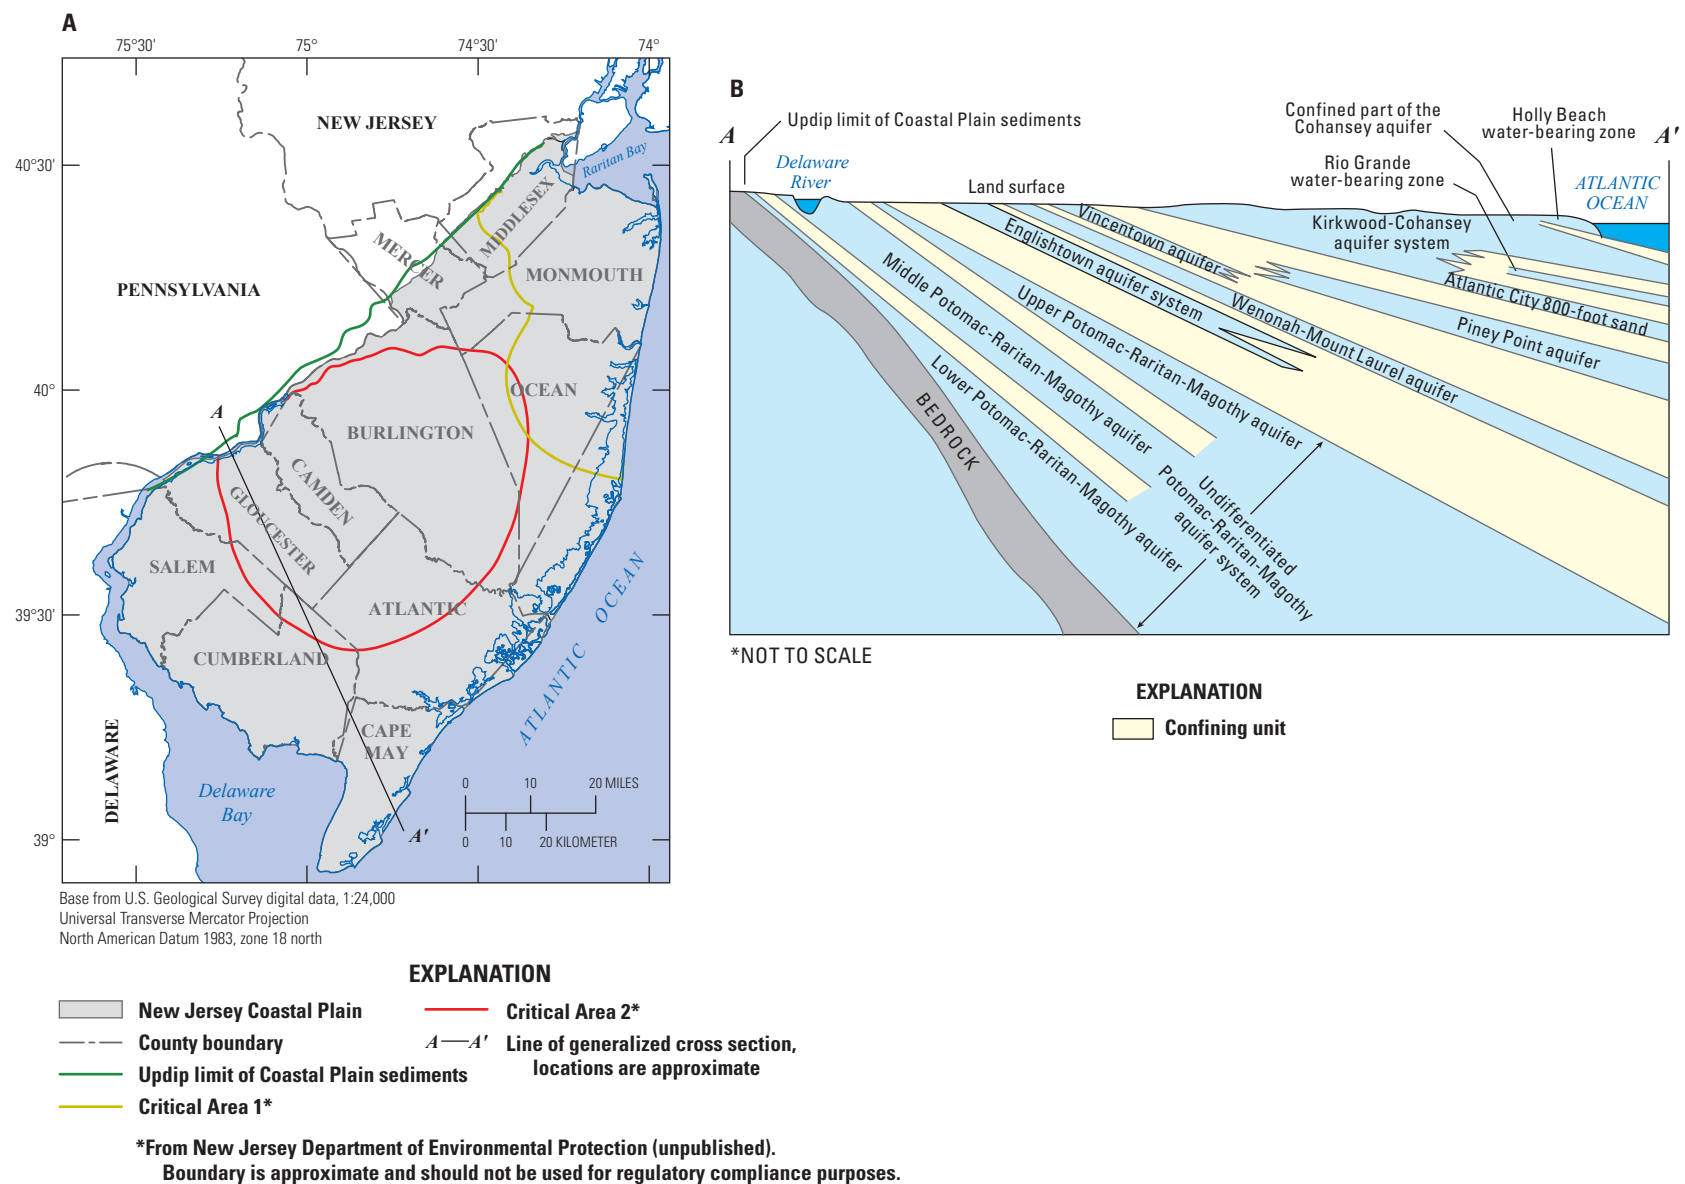 A
75°30'
75°
74°30'
74°
40°30'
40°
39°30'
39°
NEW JERSEY
Raritan Bay
MIDDLESEX
MERCER
MONMOUTH
PENNSYLVANIA
OCEAN
A
BURLINGTON
CAMDEN
GLOUCESTER
SALEM
ATLANTIC
CUMBERLAND
ATLANTIC OCEAN
CAPE
MAY
DELAWARE
Delaware
Bay
A'
0 10 20 MILES
0 10 20 KILOMETER
Base from U.S. Geological Survey digital data, 1:24,000
Universal Transverse Mercator Projection
North American Datum 1983, zone 18 north
B
A
Updip limit of Coastal Plain sediments
Delaware
River
Land surface
Confined part of the
Cohansey aquifer
Holly Beach
water-bearing zone
A'
Rio Grande
water-bearing zone
ATLANTIC
OCEAN
Kirkwood-Cohansey
aquifer system
Vincentown aquifer
Englishtown aquifer system
Wenonah-Mount Laurel aquifer
Atlantic City 800-foot sand
Piney Point aquifer
Upper Potomac-Raritan-Magothy aquifer
Middle Potomac-Raritan-Magothy aquifer
Lower Potomac-Raritan-Magothy aquifer
BEDROCK
Undifferentiated
Potomac-Raritan-Magothy
aquifer system
*NOT TO SCALE
EXPLANATION
Confining unit
EXPLANATION
New Jersey Coastal Plain
County boundary
Updip limit of Coastal Plain sediments
Critical Area 1*
Critical Area 2*
A—A' Line of generalized cross section,
locations are approximate
*From New Jersey Department of Environmental Protection (unpublished).
Boundary is approximate and should not be used for regulatory compliance purposes.